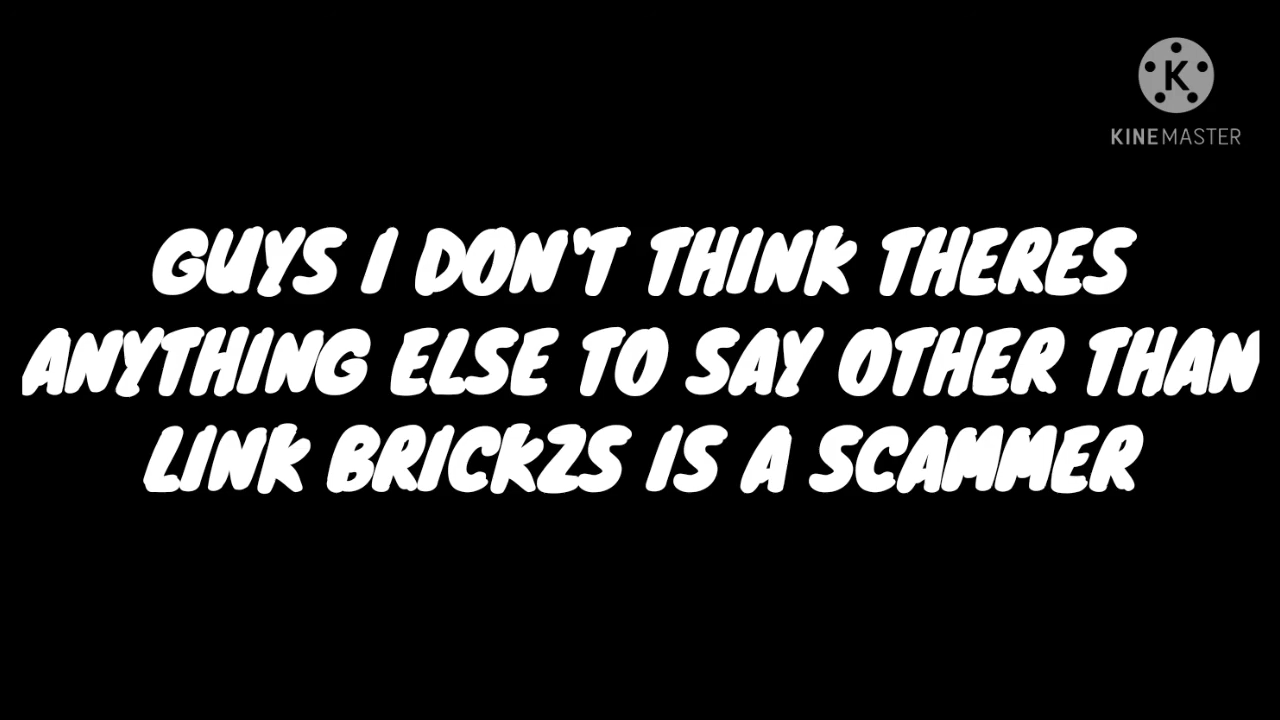 K
KINEMASTER
GUYS I DON'T THINK THERES
ANYTHING ELSE TO SAY OTHER THAN
LINK BRICKZS IS A SCAMMER